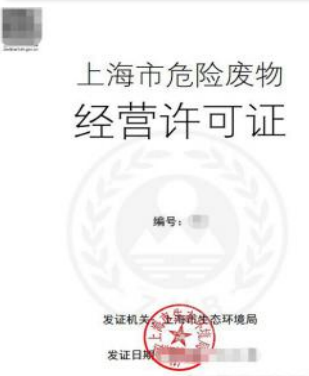 上海市危险废物
经营许可证
编号：
发证机关：上海市生态环境局
发证日期